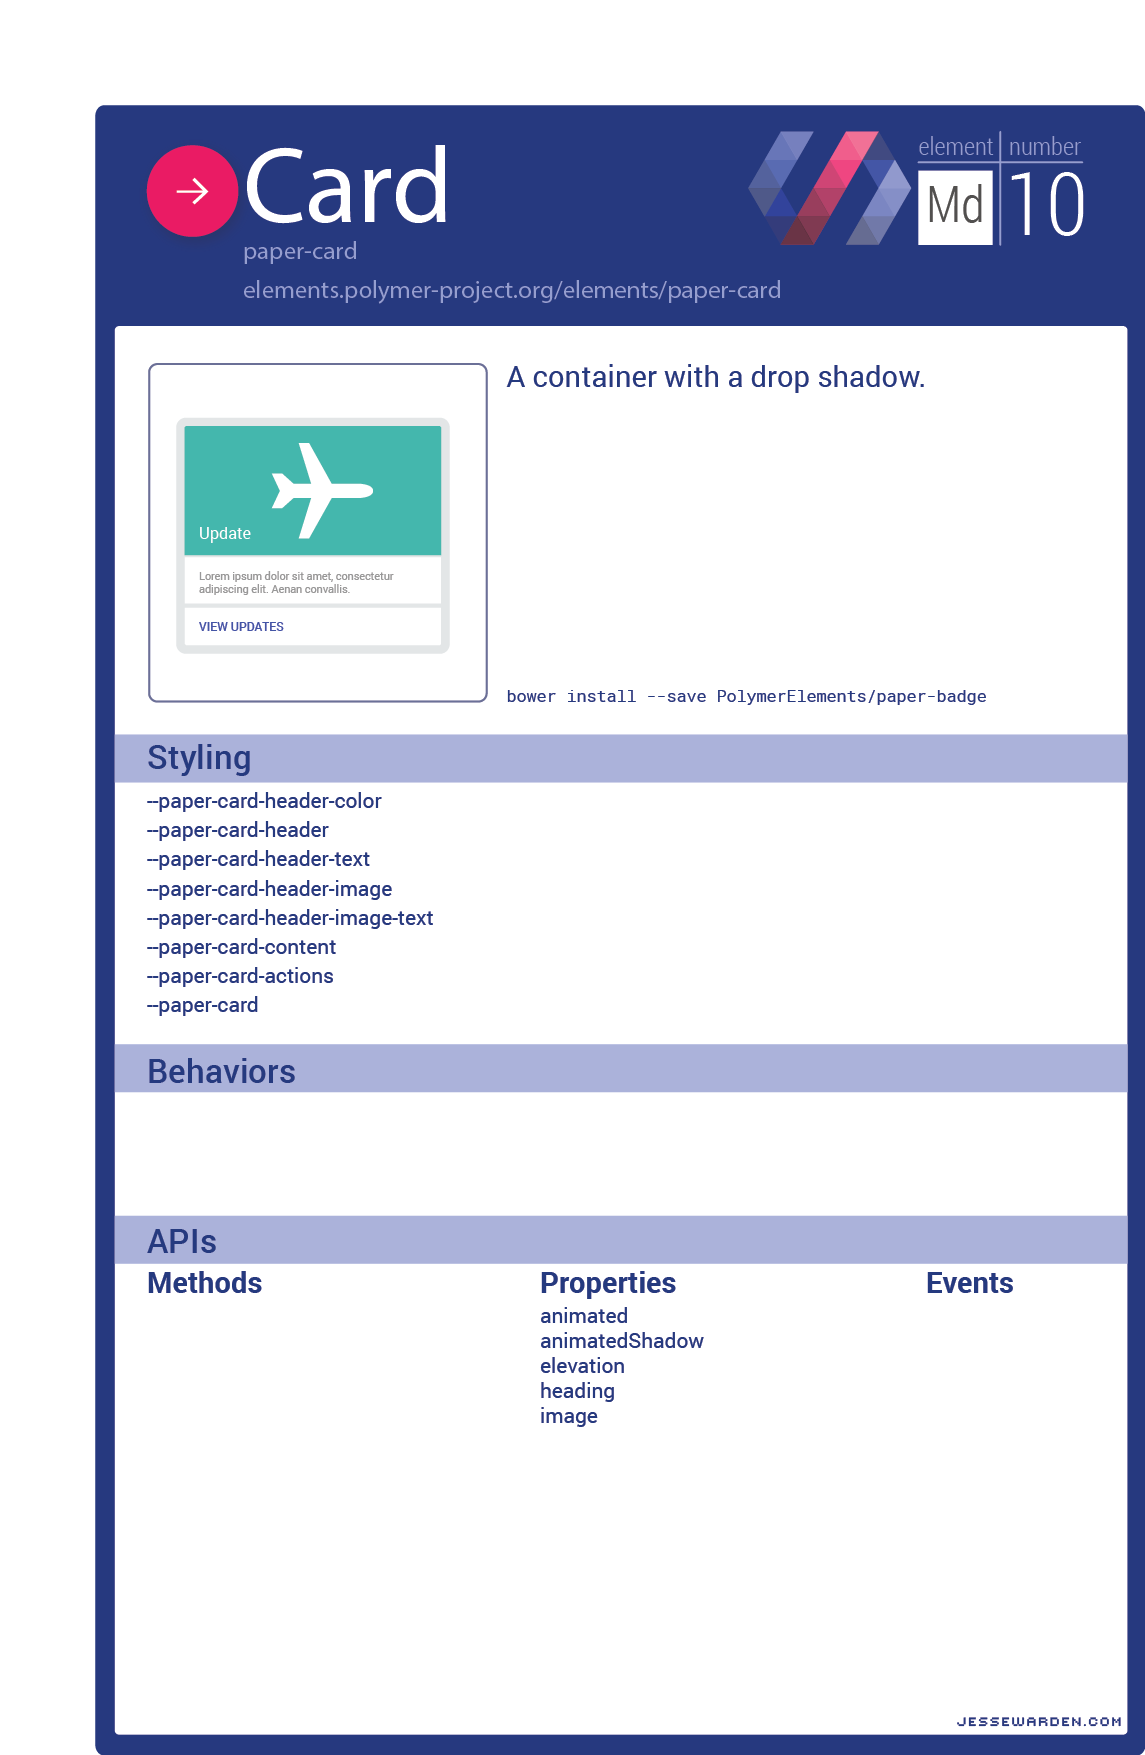 Card
paper-card
elements.polymer-project.org/elements/paper-card
element number
Md 10
A container with a drop shadow.
Update
Lorem ipsum dolor sit amet, consectetur
adipiscing elit. Aenan convallis.
VIEW UPDATES
bower install --save PolymerElements/paper-badge
Styling
--paper-card-header-color
--paper-card-header
--paper-card-header-text
--paper-card-header-image
--paper-card-header-image-text
--paper-card-content
--paper-card-actions
--paper-card
Behaviors
APIs
Methods
Properties
animated
animatedShadow
elevation
heading
image
Events
JESSEWARDEN.COM